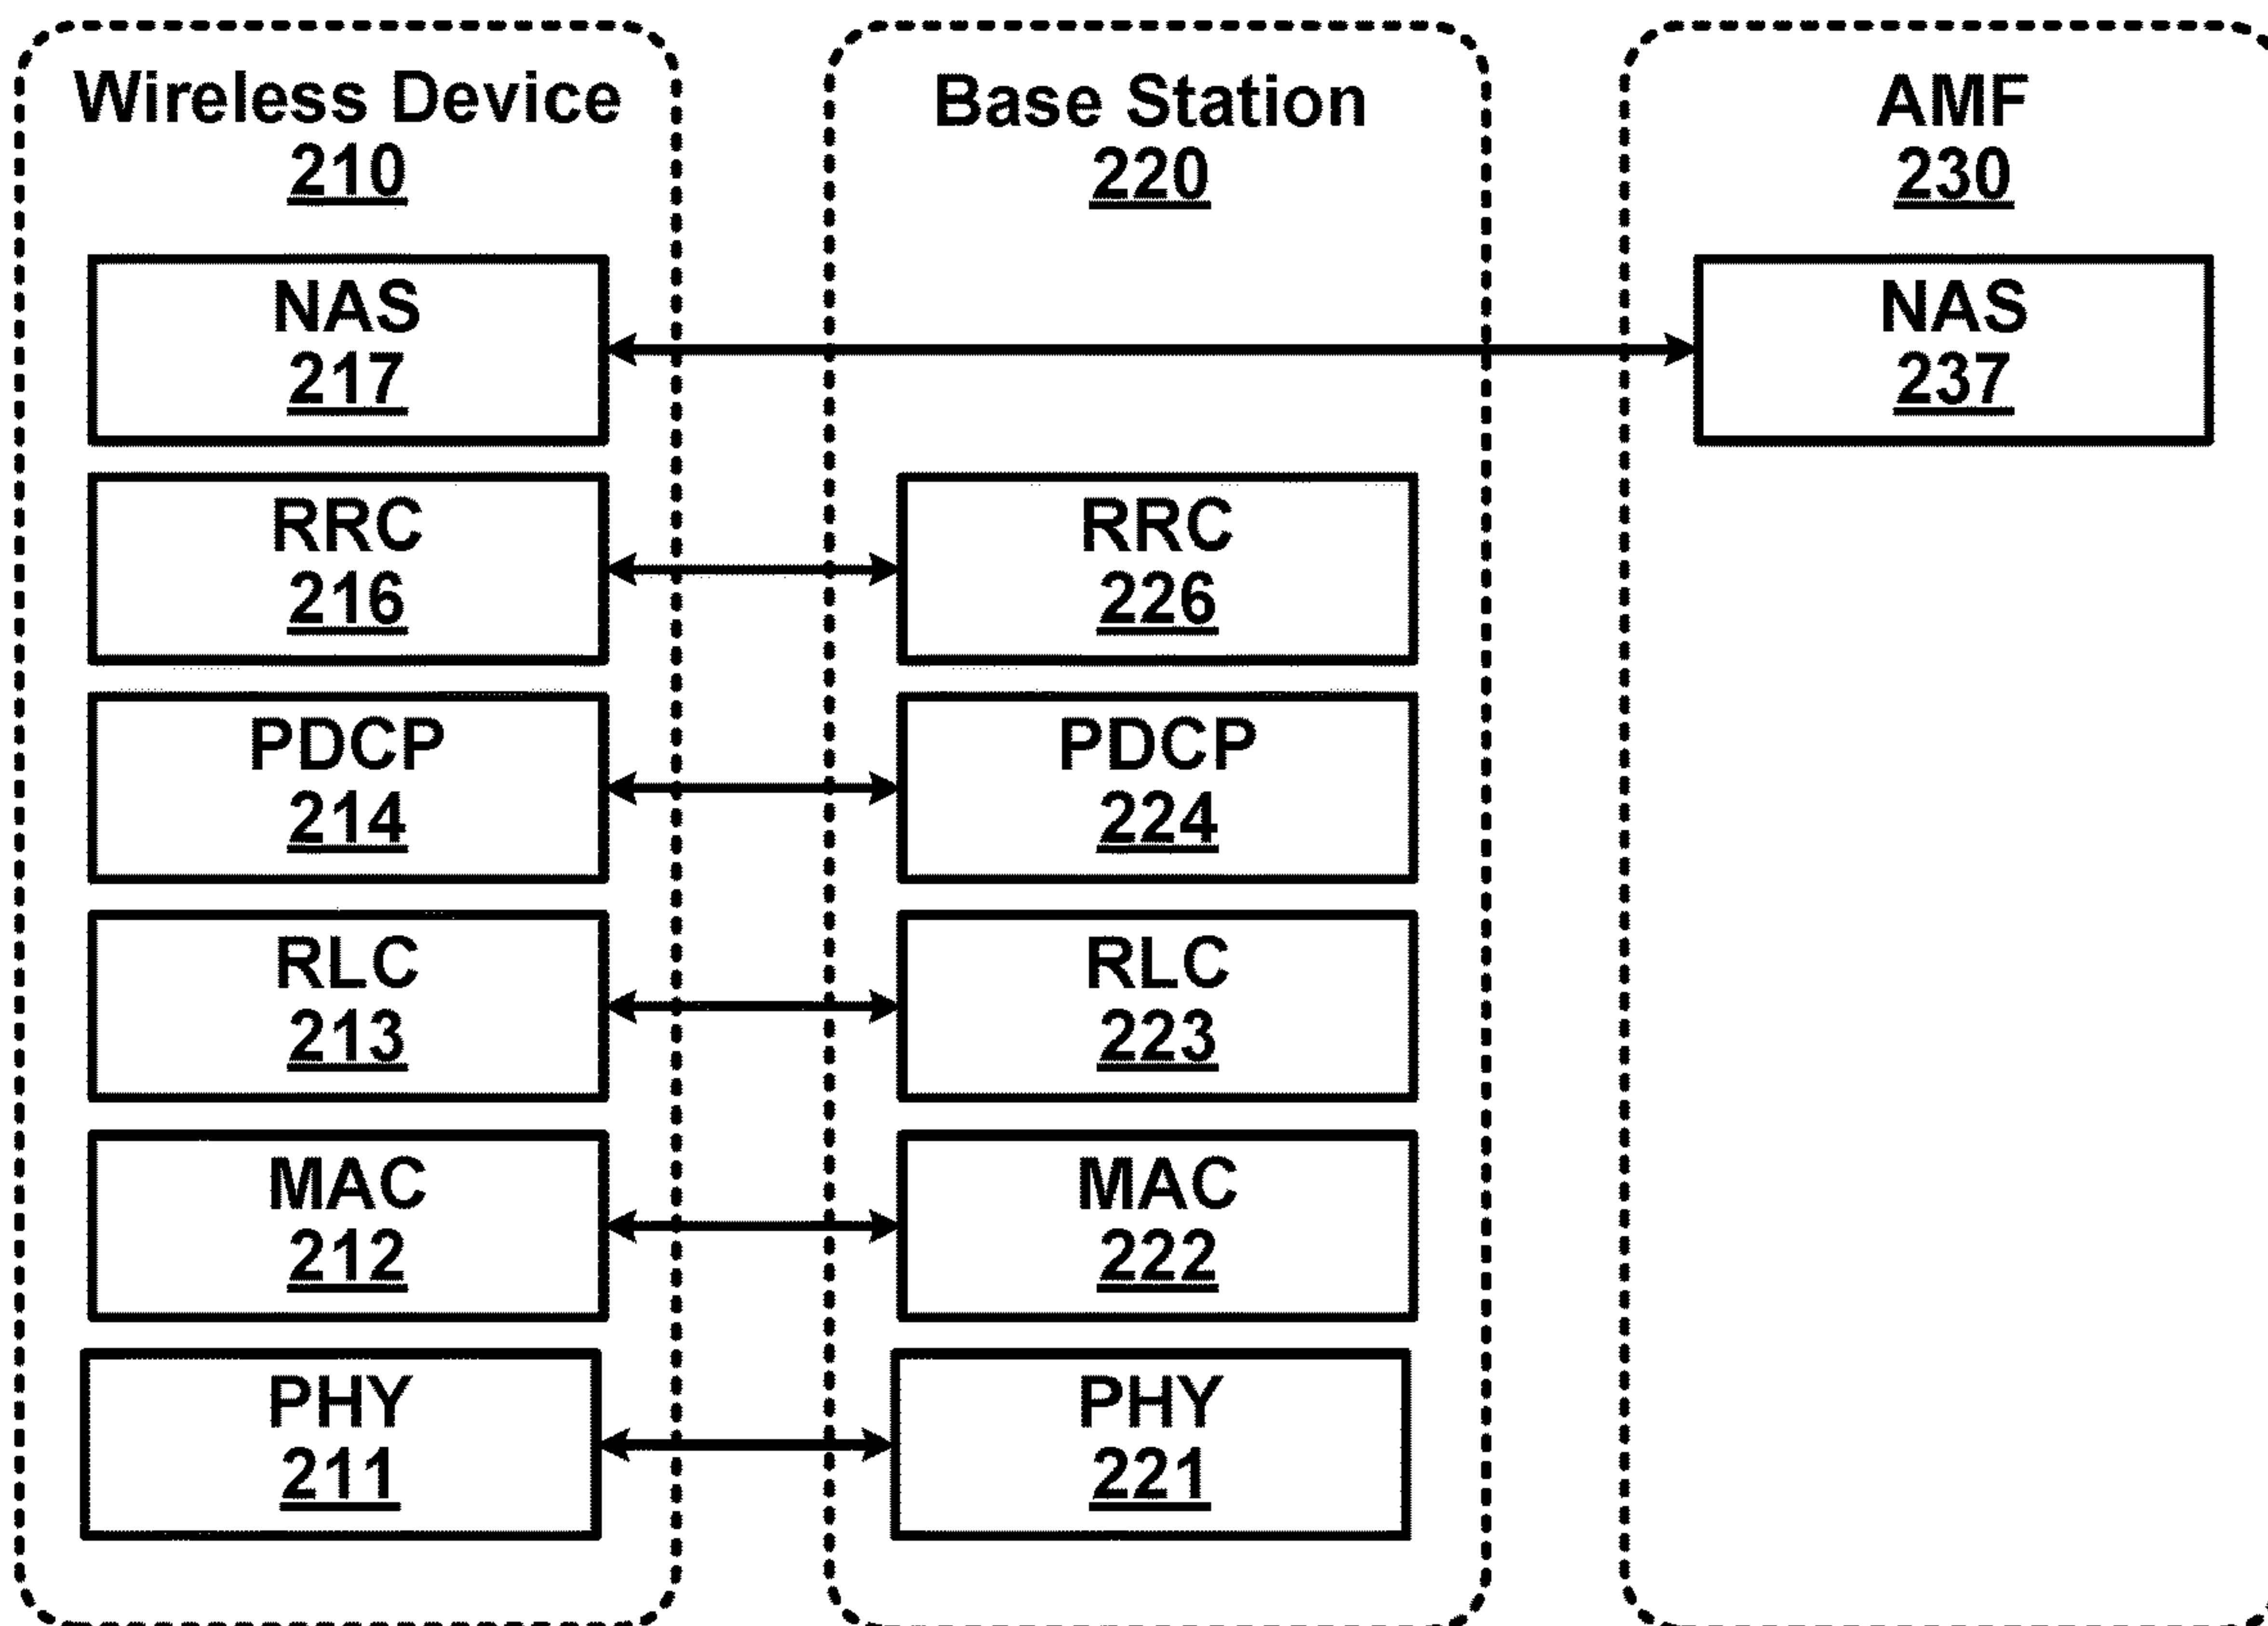 Wireless Device
210
NAS
217
RRC
216
PDCP
214
RLC
213
MAC
212
PHY
211
Base Station
220
RRC
226
PDCP
224
RLC
223
MAC
222
PHY
221
AMF
230
NAS
237